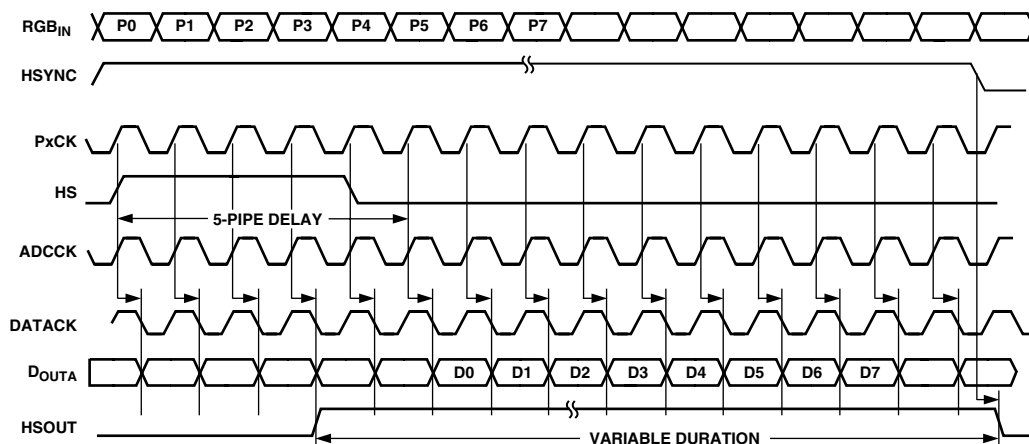 RGBIN P0 P1 P2 P3 P4 P5 P6 P7
HSYNC
PxCK
HS
5-PIPE DELAY
ADCCK
DATACK
DOUTA D0 D1 D2 D3 D4 D5 D6 D7
HSOUT
VARIABLE DURATION